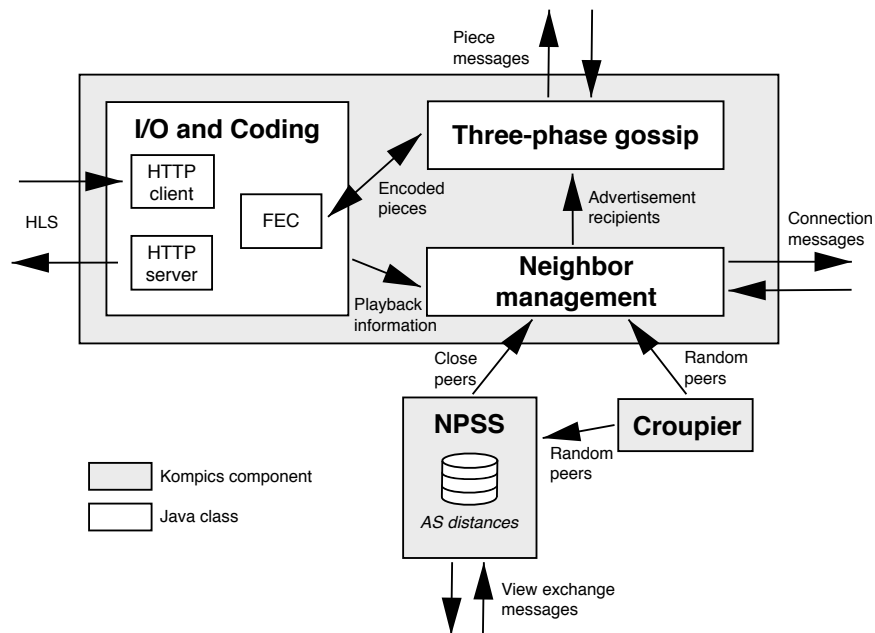 Piece
messages
I/O and Coding
Three-phase gossip
HTTP
client
FEC
Encoded
pieces
Advertisement
recipients
HLS
HTTP
server
Connection
messages
Neighbor
management
Playback
information
Close
peers
Random
peers
NPSS
Croupier
Random
peers
AS distances
Kompics component
Java class
View exchange
messages